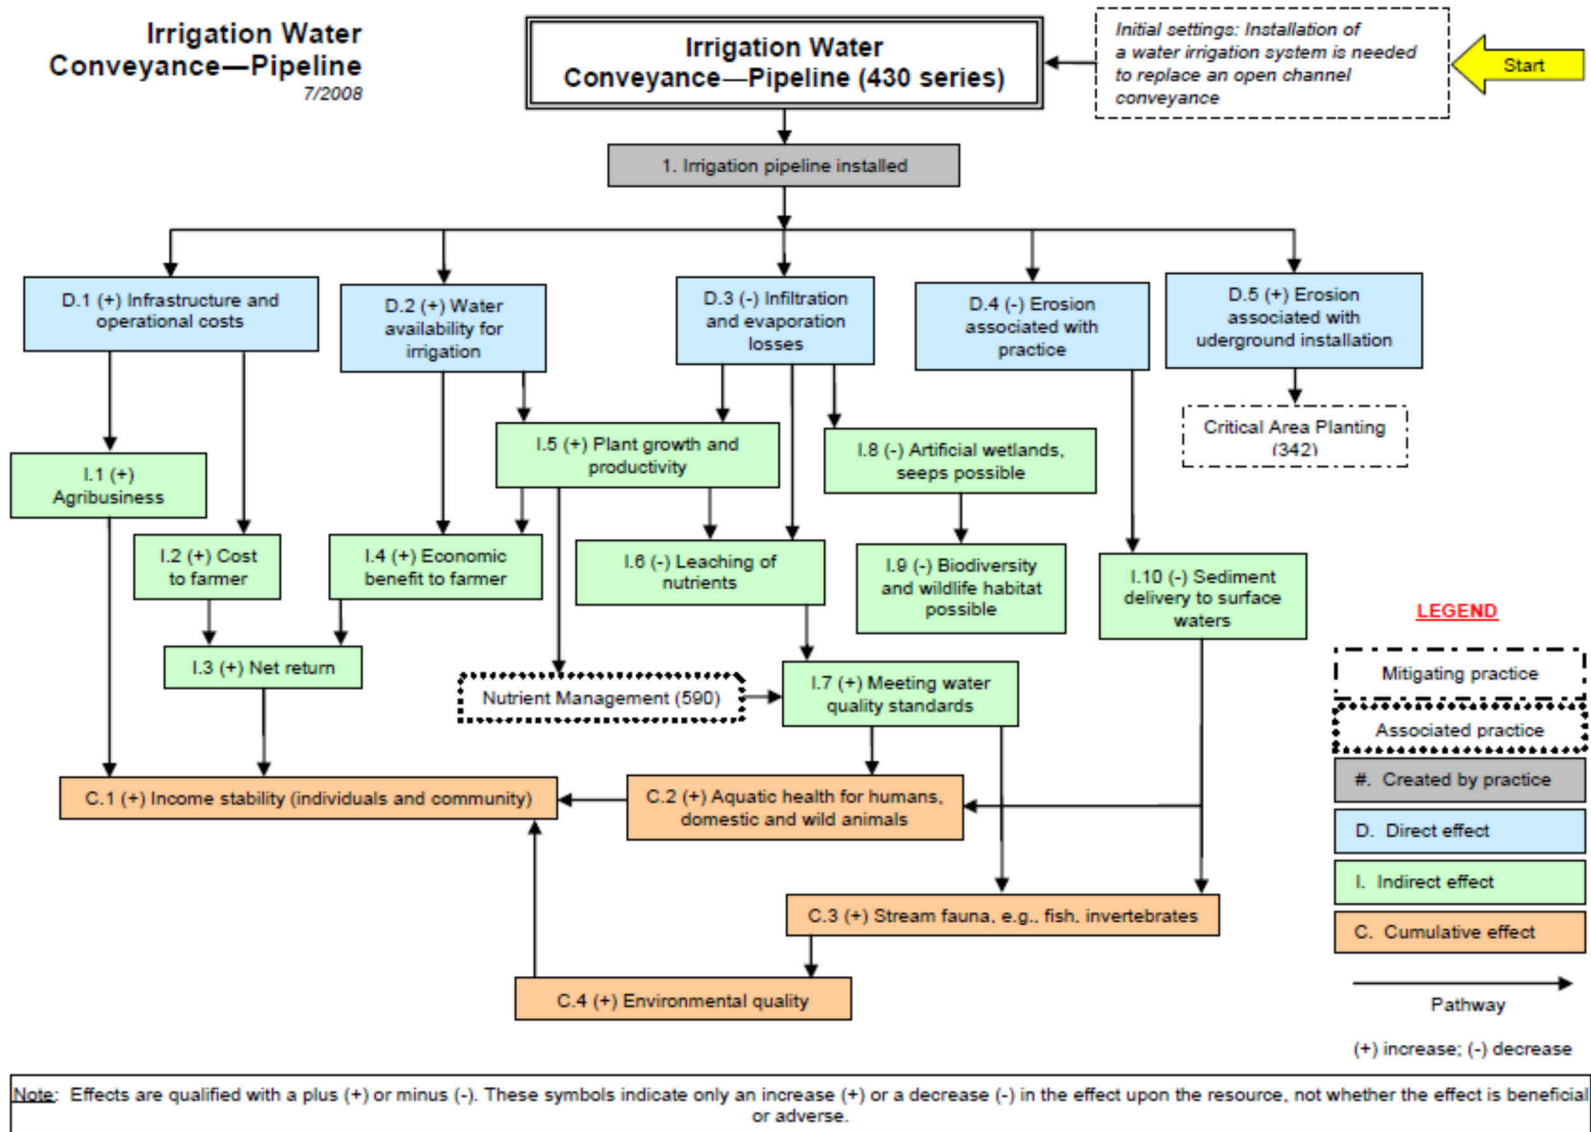 Irrigation Water
Conveyance—Pipeline
7/2008
Irrigation Water
Conveyance—Pipeline (430 series)
Initial settings: Installation of
a water irrigation system is needed
to replace an open channel
conveyance
Start
1. Irrigation pipeline installed
D.1 (+) Infrastructure and
operational costs
D.2 (+) Water
availability for
irrigation
D.3 (-) Infiltration
and evaporation
losses
D.4 (-) Erosion
associated with
practice
D.5 (+) Erosion
associated with
uderground installation
Critical Area Planting
(342)
I.1 (+)
Agribusiness
I.5 (+) Plant growth and
productivity
I.8 (-) Artificial wetlands,
seeps possible
I.2 (+) Cost
to farmer
I.4 (+) Economic
benefit to farmer
I.6 (-) Leaching of
nutrients
I.9 (-) Biodiversity
and wildlife habitat
possible
I.10 (-) Sediment
delivery to surface
waters
I.3 (+) Net return
Nutrient Management (590)
I.7 (+) Meeting water
quality standards
C.1 (+) Income stability (individuals and community)
C.2 (+) Aquatic health for humans,
domestic and wild animals
C.3 (+) Stream fauna, e.g., fish, invertebrates
C.4 (+) Environmental quality
LEGEND
Mitigating practice
Associated practice
#. Created by practice
D. Direct effect
I. Indirect effect
C. Cumulative effect
Pathway
(+) increase; (-) decrease
Note: Effects are qualified with a plus (+) or minus (-). These symbols indicate only an increase (+) or a decrease (-) in the effect upon the resource, not whether the effect is beneficial
or adverse.